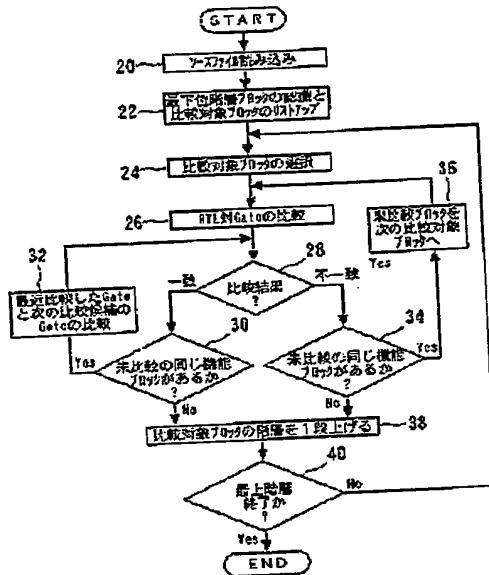 START
20
ソースファイル読み込み
22
最下位階層ブロックの認識と
比較対象ブロックのリストアップ
24
比較対象ブロックの選択
26
RTL対Gateの比較
36
未比較ブロックを
次の比較対象
ブロックへ
Yes
28
比較結果
?
一致
不一致
32
最近比較したGate
と次の比較候補の
Gateの比較
30
未比較の同じ機能
ブロックがあるか
?
Yes
No
34
未比較の同じ機能
ブロックがあるか
?
Yes
No
比較対象ブロックの階層を1段上げる
38
40
最上階層
終了か
?
No
Yes
END